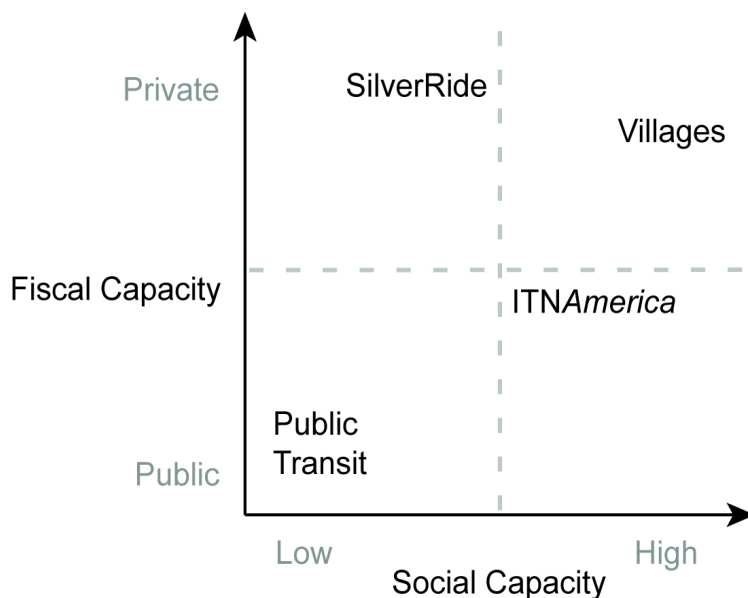 SilverRide
Private
Villages
Fiscal Capacity
ITNAmerica
Public
Transit
Public
Low
High
Social Capacity